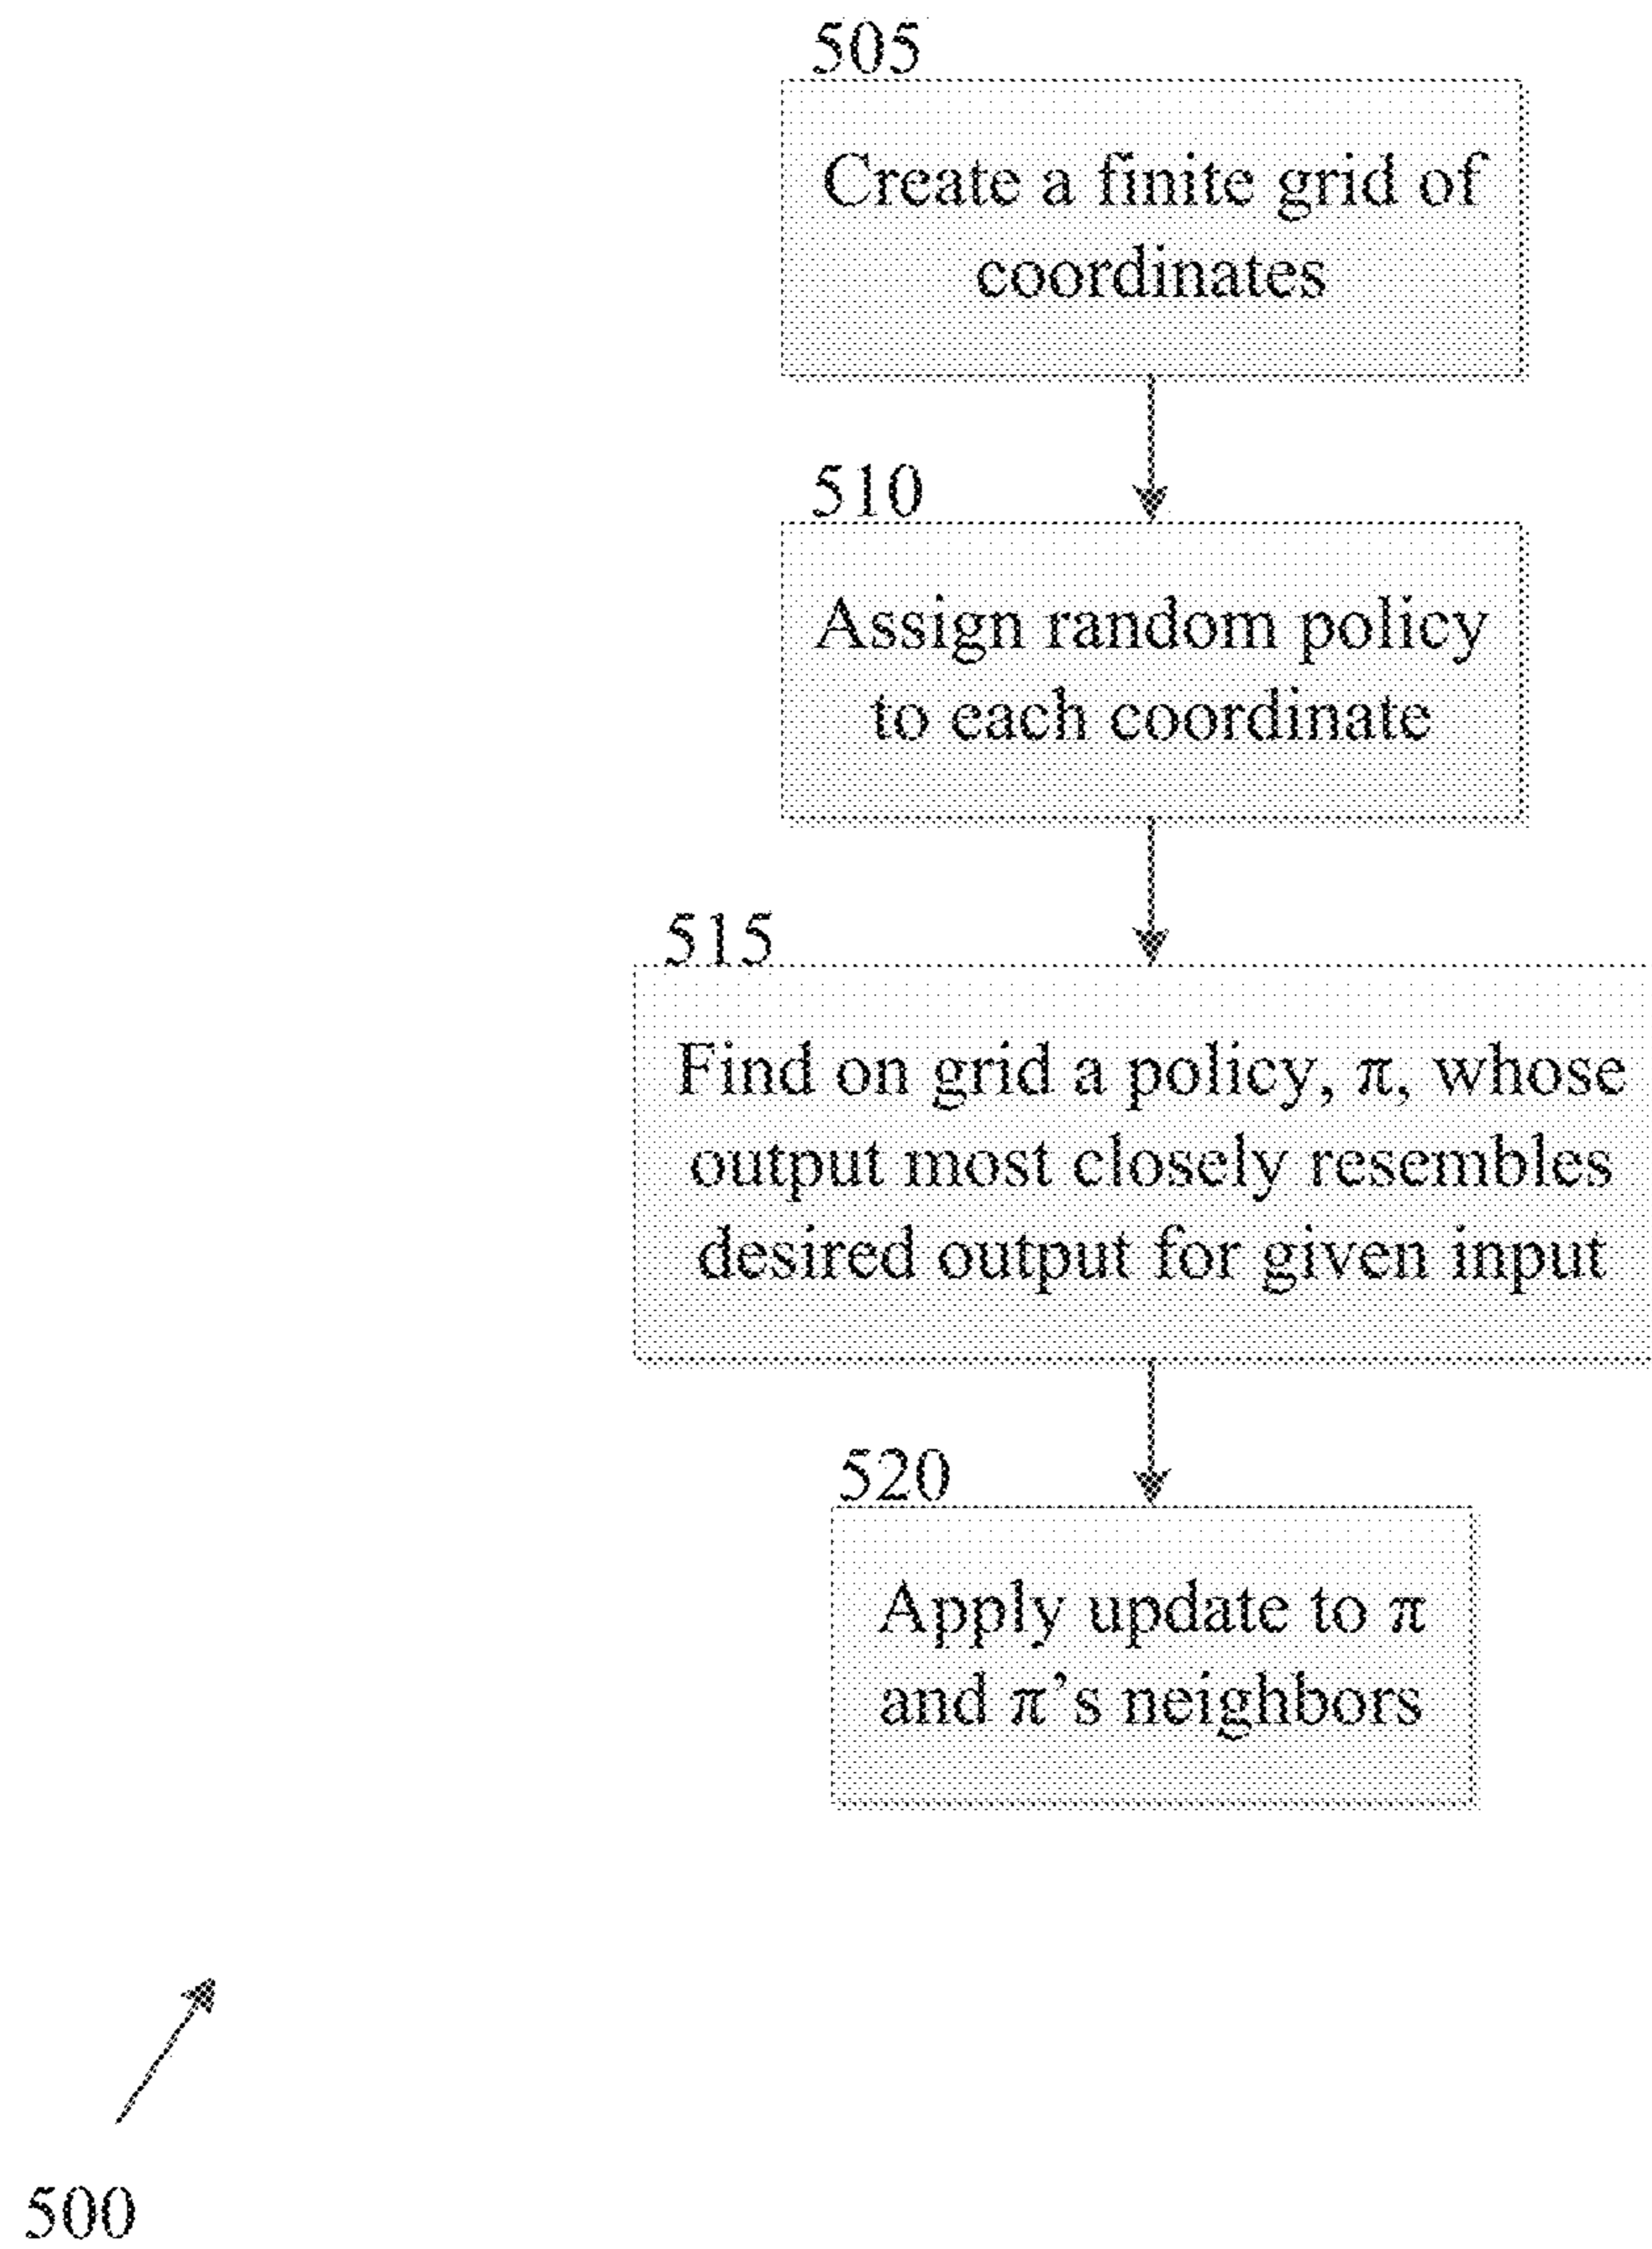 505
Create a finite grid of
coordinates
510
Assign random policy
to each coordinate
515
Find on grid a policy, π, whose
output most closely resembles
desired output for given input
520
Apply update to π
and π's neighbors
500